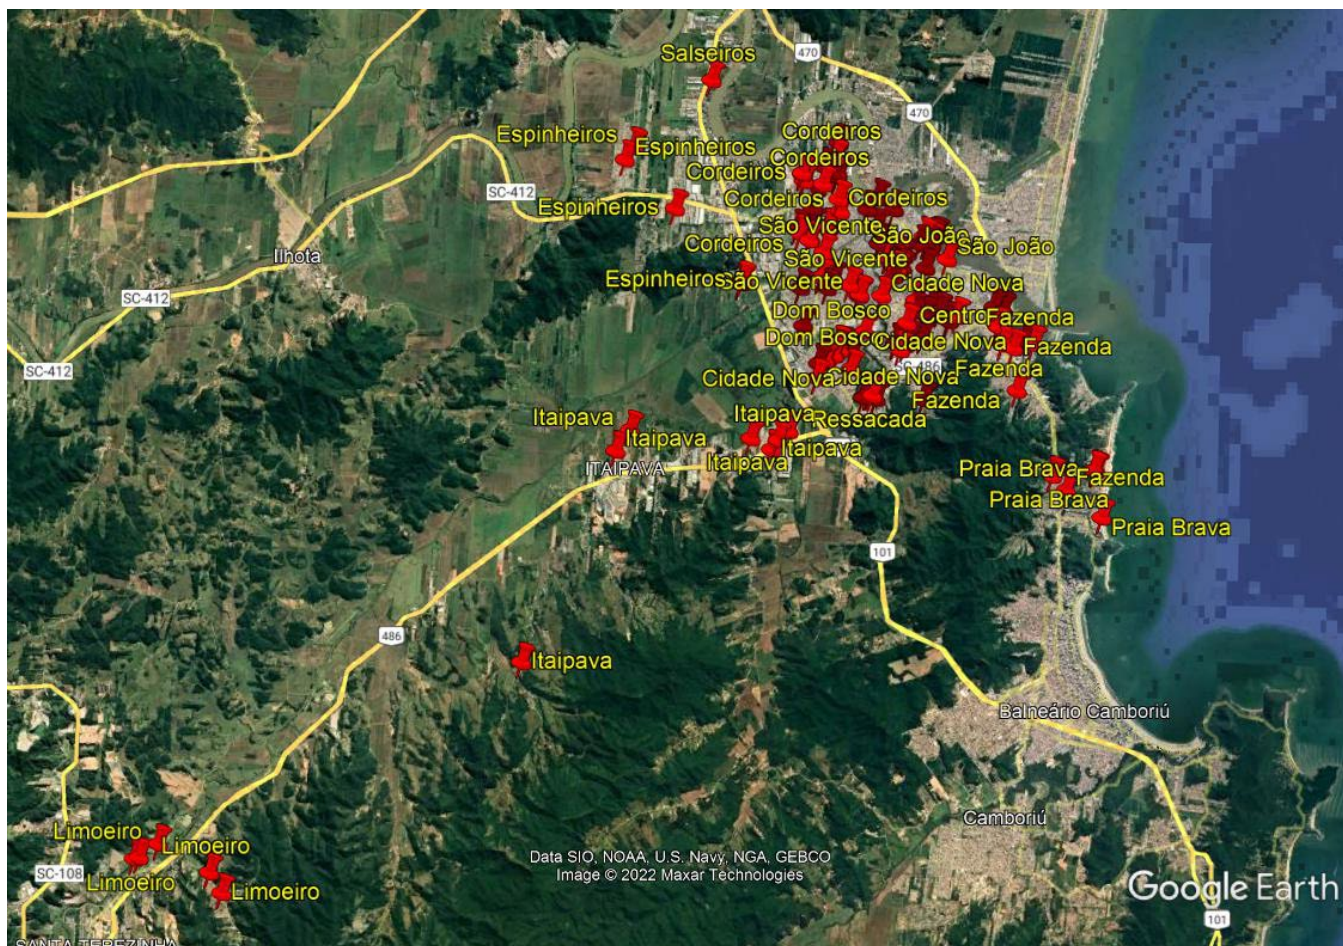 Salseiros
470
470
Cordeiros
Espinheiros
Espinheiros
Cordeiros
Cordeiros
SC-412
Cordeiros
Cordeiros
Espinheiros
São Vicente
São João
Cordeiros
São João
Ilhota
São Vicente
Espinheiros
São Vicente
Cidade Nova
SC-412
Dom Bosco
Centro
Fazenda
Dom Bosco
Cidade Nova
Fazenda
SC-412
SC-486
Fazenda
Cidade Nova
Cidade Nova
Fazenda
Itaipava
Itaipava
Ressacada
Itaipava
Itaipava
Itaipava
ITAIPAVA
Praia Brava
Fazenda
Praia Brava
Praia Brava
101
486
Itaipava
Balneário Camboriú
Camboriú
Limoeiro
Limoeiro
SC-108
Limoeiro
Limoeiro
Data SIO, NOAA, U.S. Navy, NGA, GEBCO
Image © 2022 Maxar Technologies
Google Earth
101
SANTA TEREZINHA